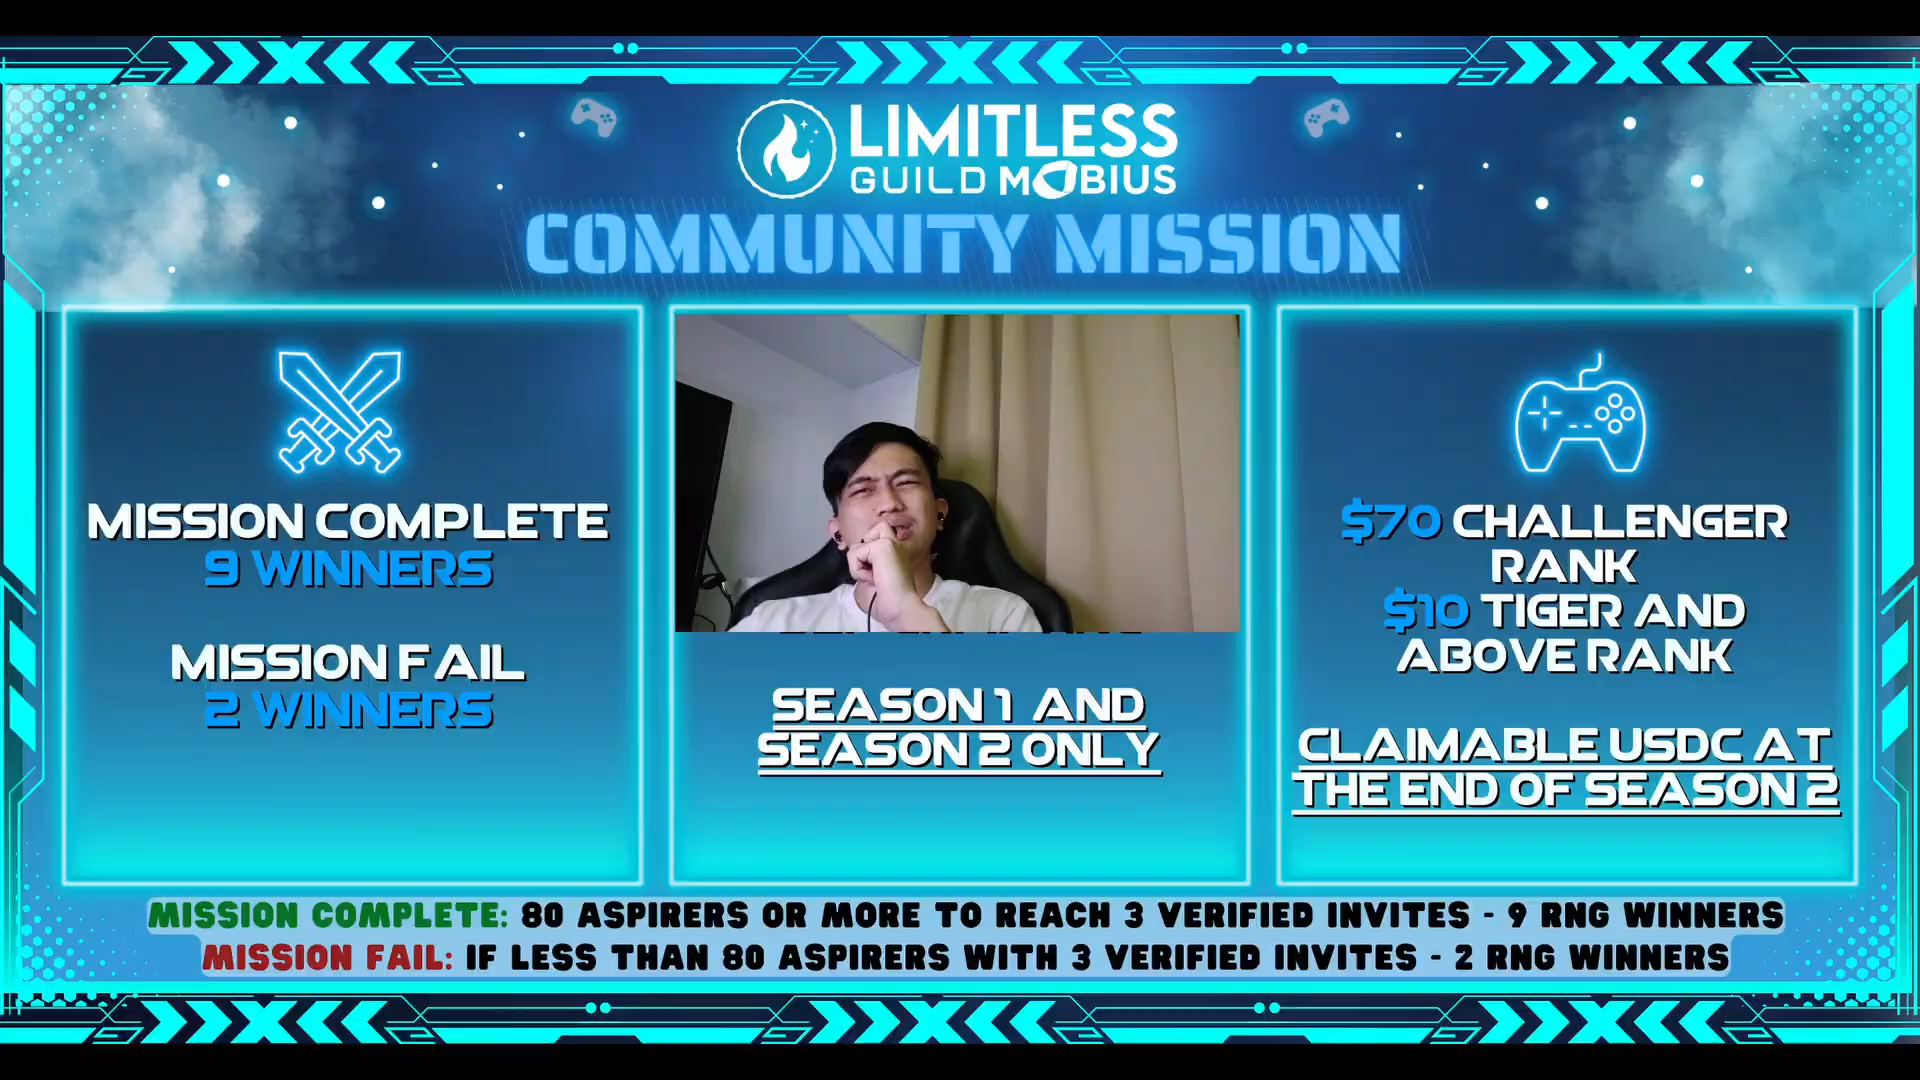 LIMITLESS
GUILD MOBIUS
COMMUNITY MISSION
MISSION COMPLETE
9 WINNERS
MISSION FAIL
2 WINNERS
SEASON 1 AND
SEASON 2 ONLY
$70 CHALLENGER
RANK
$10 TIGER AND
ABOVE RANK
CLAIMABLE USDC AT
THE END OF SEASON 2
MISSION COMPLETE: 80 ASPIRERS OR MORE TO REACH 3 VERIFIED INVITES - 9 RNG WINNERS
MISSION FAIL: IF LESS THAN 80 ASPIRERS WITH 3 VERIFIED INVITES - 2 RNG WINNERS